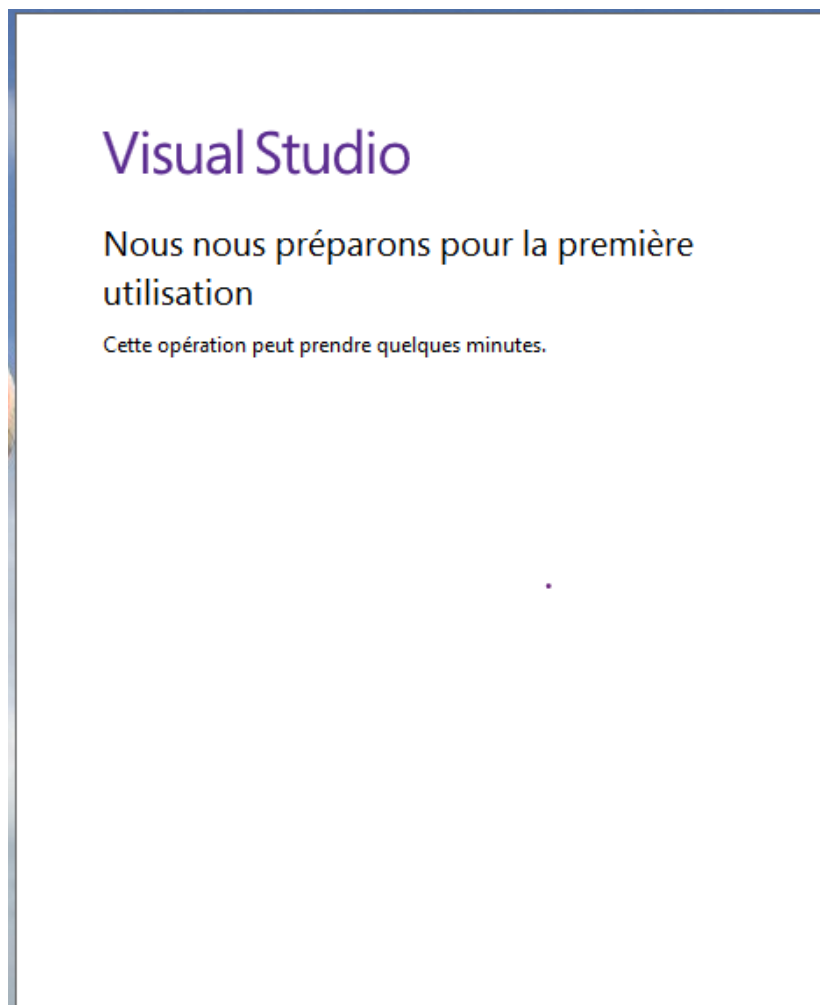 Visual Studio
Nous nous préparons pour la première
utilisation
Cette opération peut prendre quelques minutes.